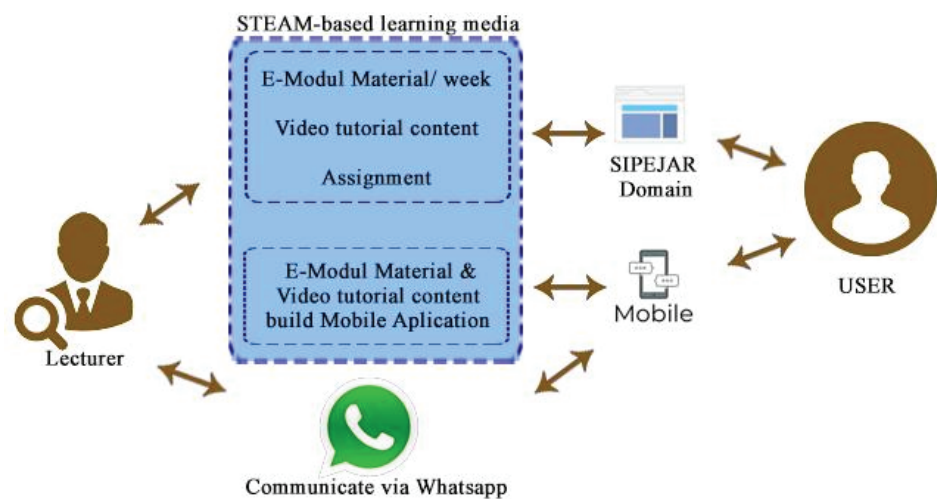 STEAM-based learning media
E-Modul Material/ week
Video tutorial content
Assignment
E-Modul Material &
Video tutorial content
build Mobile Aplication
Lecturer
SIPEJAR
Domain
Mobile
USER
Communicate via Whatsapp